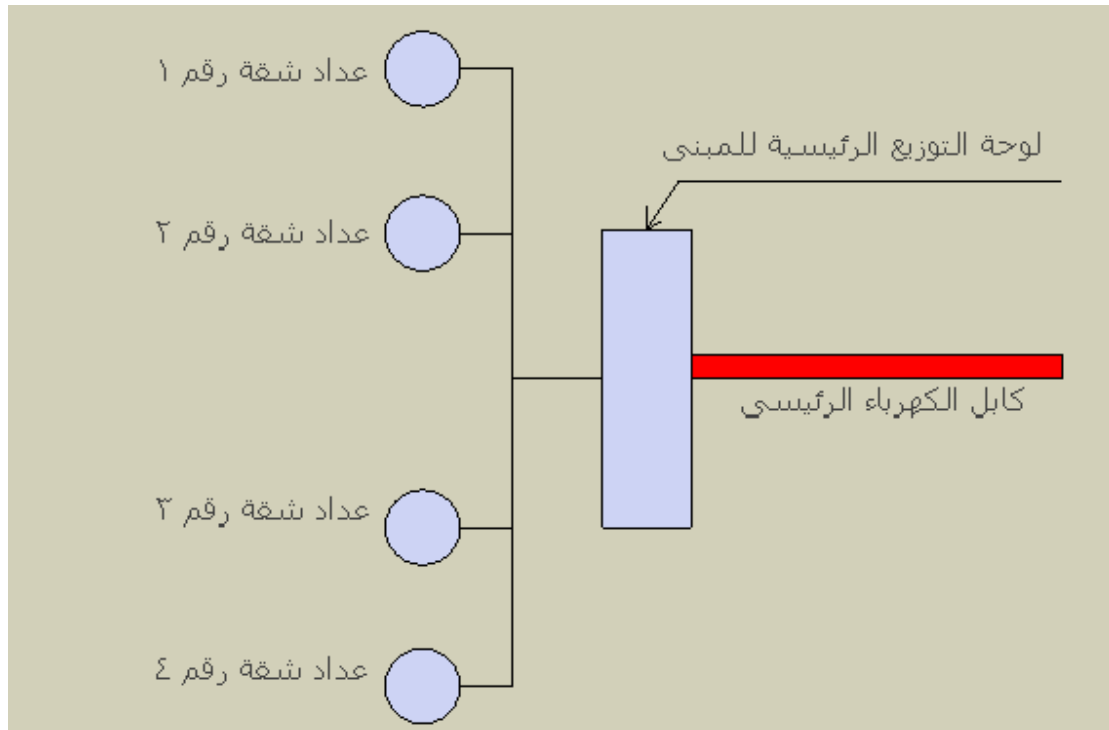 عداد شقة رقم ١
لوحة التوزيع الرئيسية للمبنى
عداد شقة رقم ٢
كابل الكهرباء الرئيسي
عداد شقة رقم ٣
عداد شقة رقم ٤